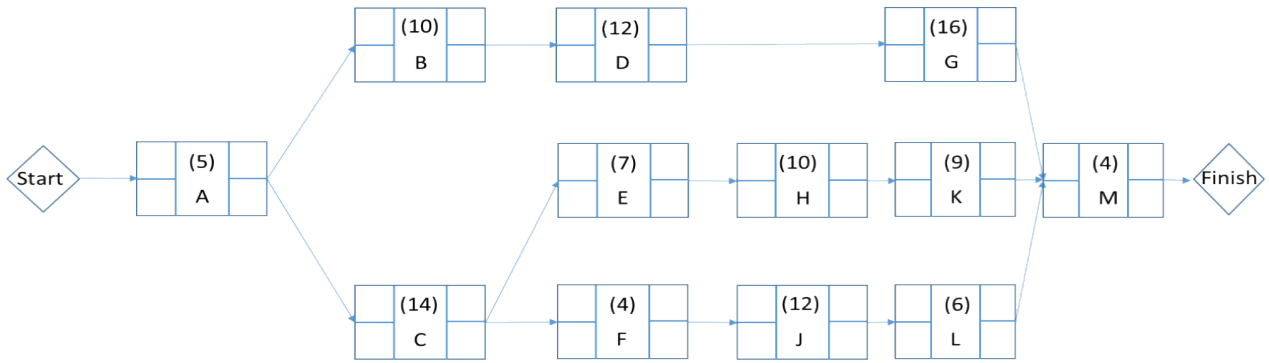 (10)
B
(12)
D
(16)
G
Start
(5)
A
(7)
E
(10)
H
(9)
K
(4)
M
Finish
(14)
C
(4)
F
(12)
J
(6)
L